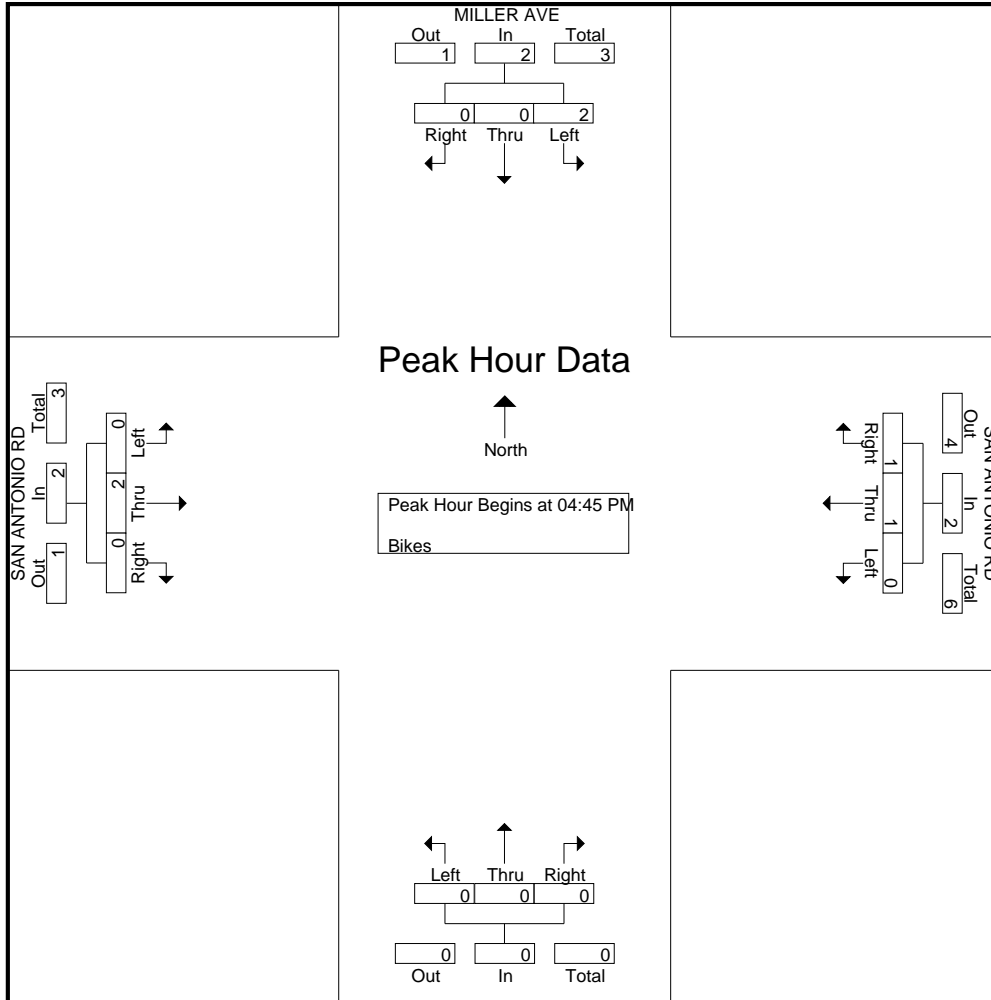 MILLER AVE
Out In Total
1 2 3
0 0 2
Right Thru Left
Peak Hour Data
North
Peak Hour Begins at 04:45 PM
Bikes
SAN ANTONIO RD
Out In Total
1 2 3
0 2 0
Right Thru Left
SAN ANTONIO RD
Out In Total
4 2 6
1 1 0
Right Thru Left
Left Thru Right
0 0 0
0 0 0
Out In Total